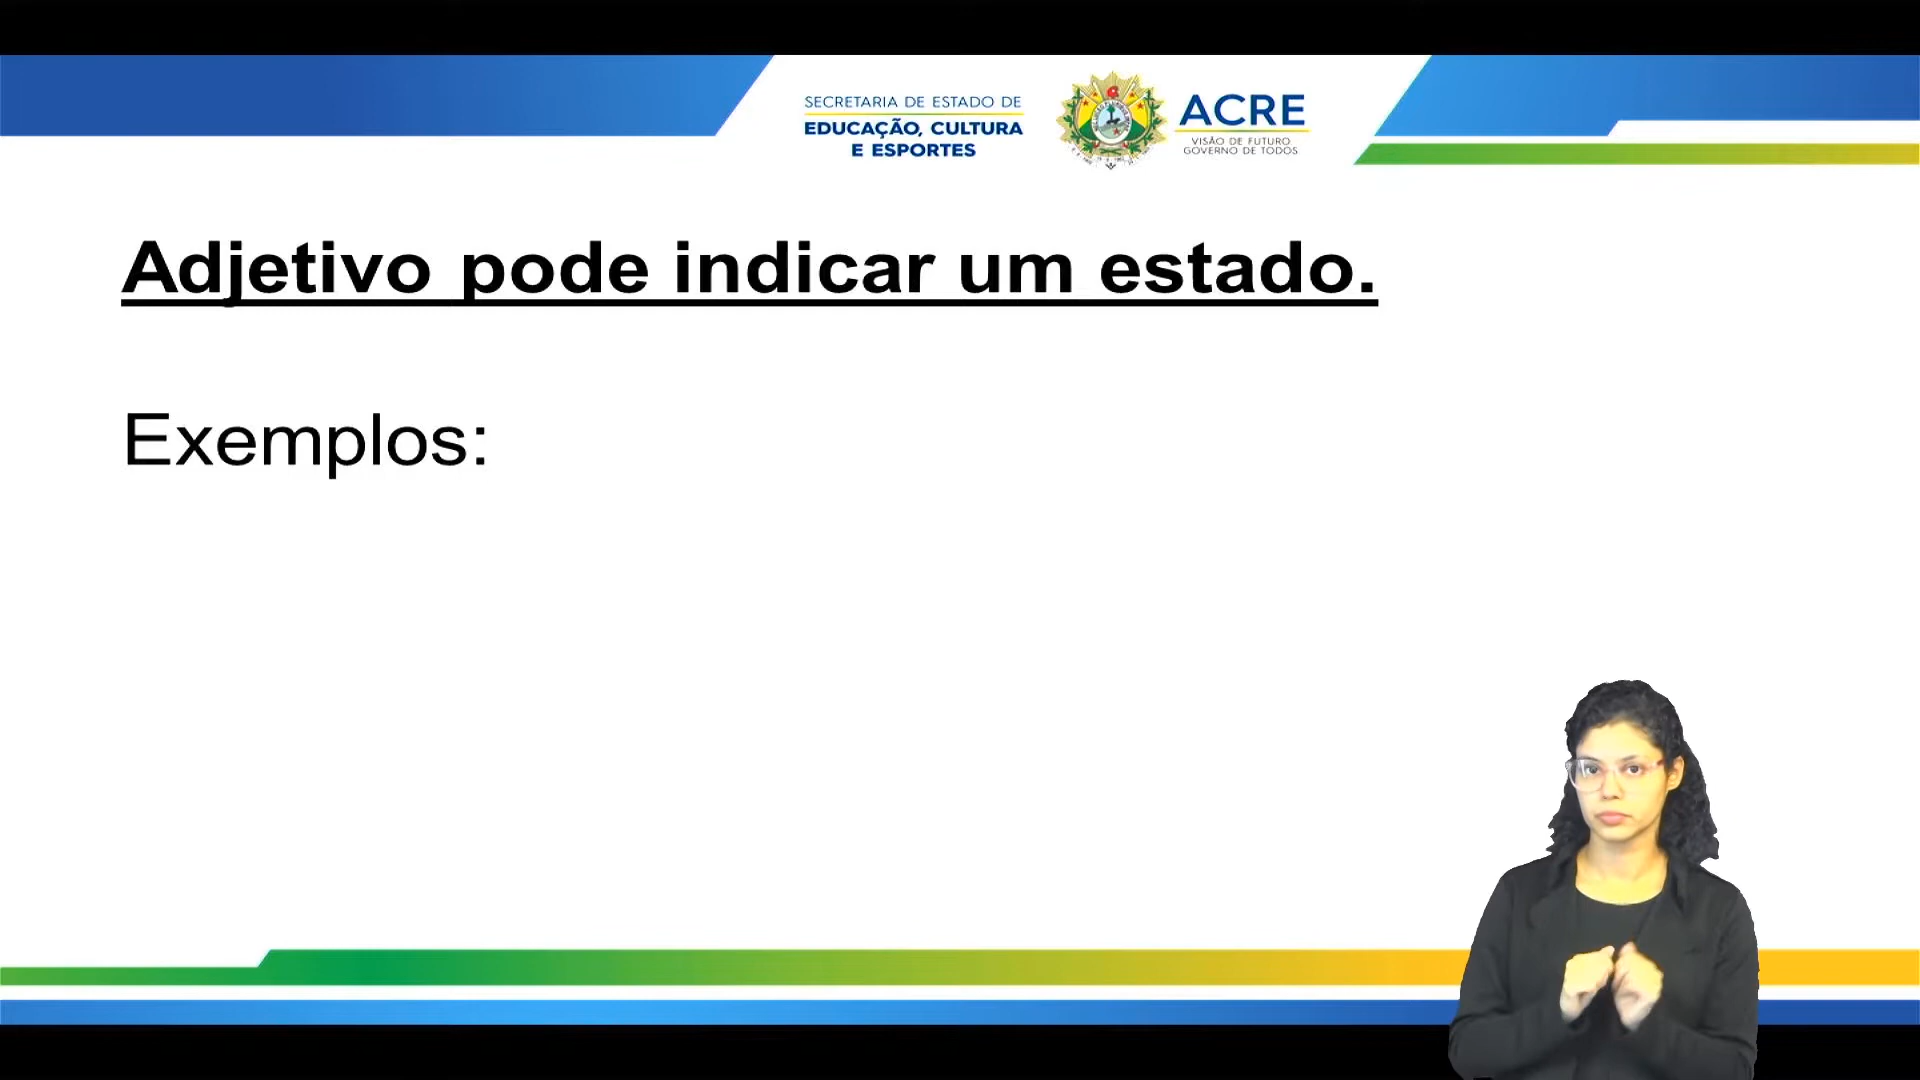 SECRETARIA DE ESTADO DE
EDUCAÇÃO, CULTURA
E ESPORTES
ACRE
VISÃO DE FUTURO
GOVERNO DE TODOS
Adjetivo pode indicar um estado.
Exemplos: